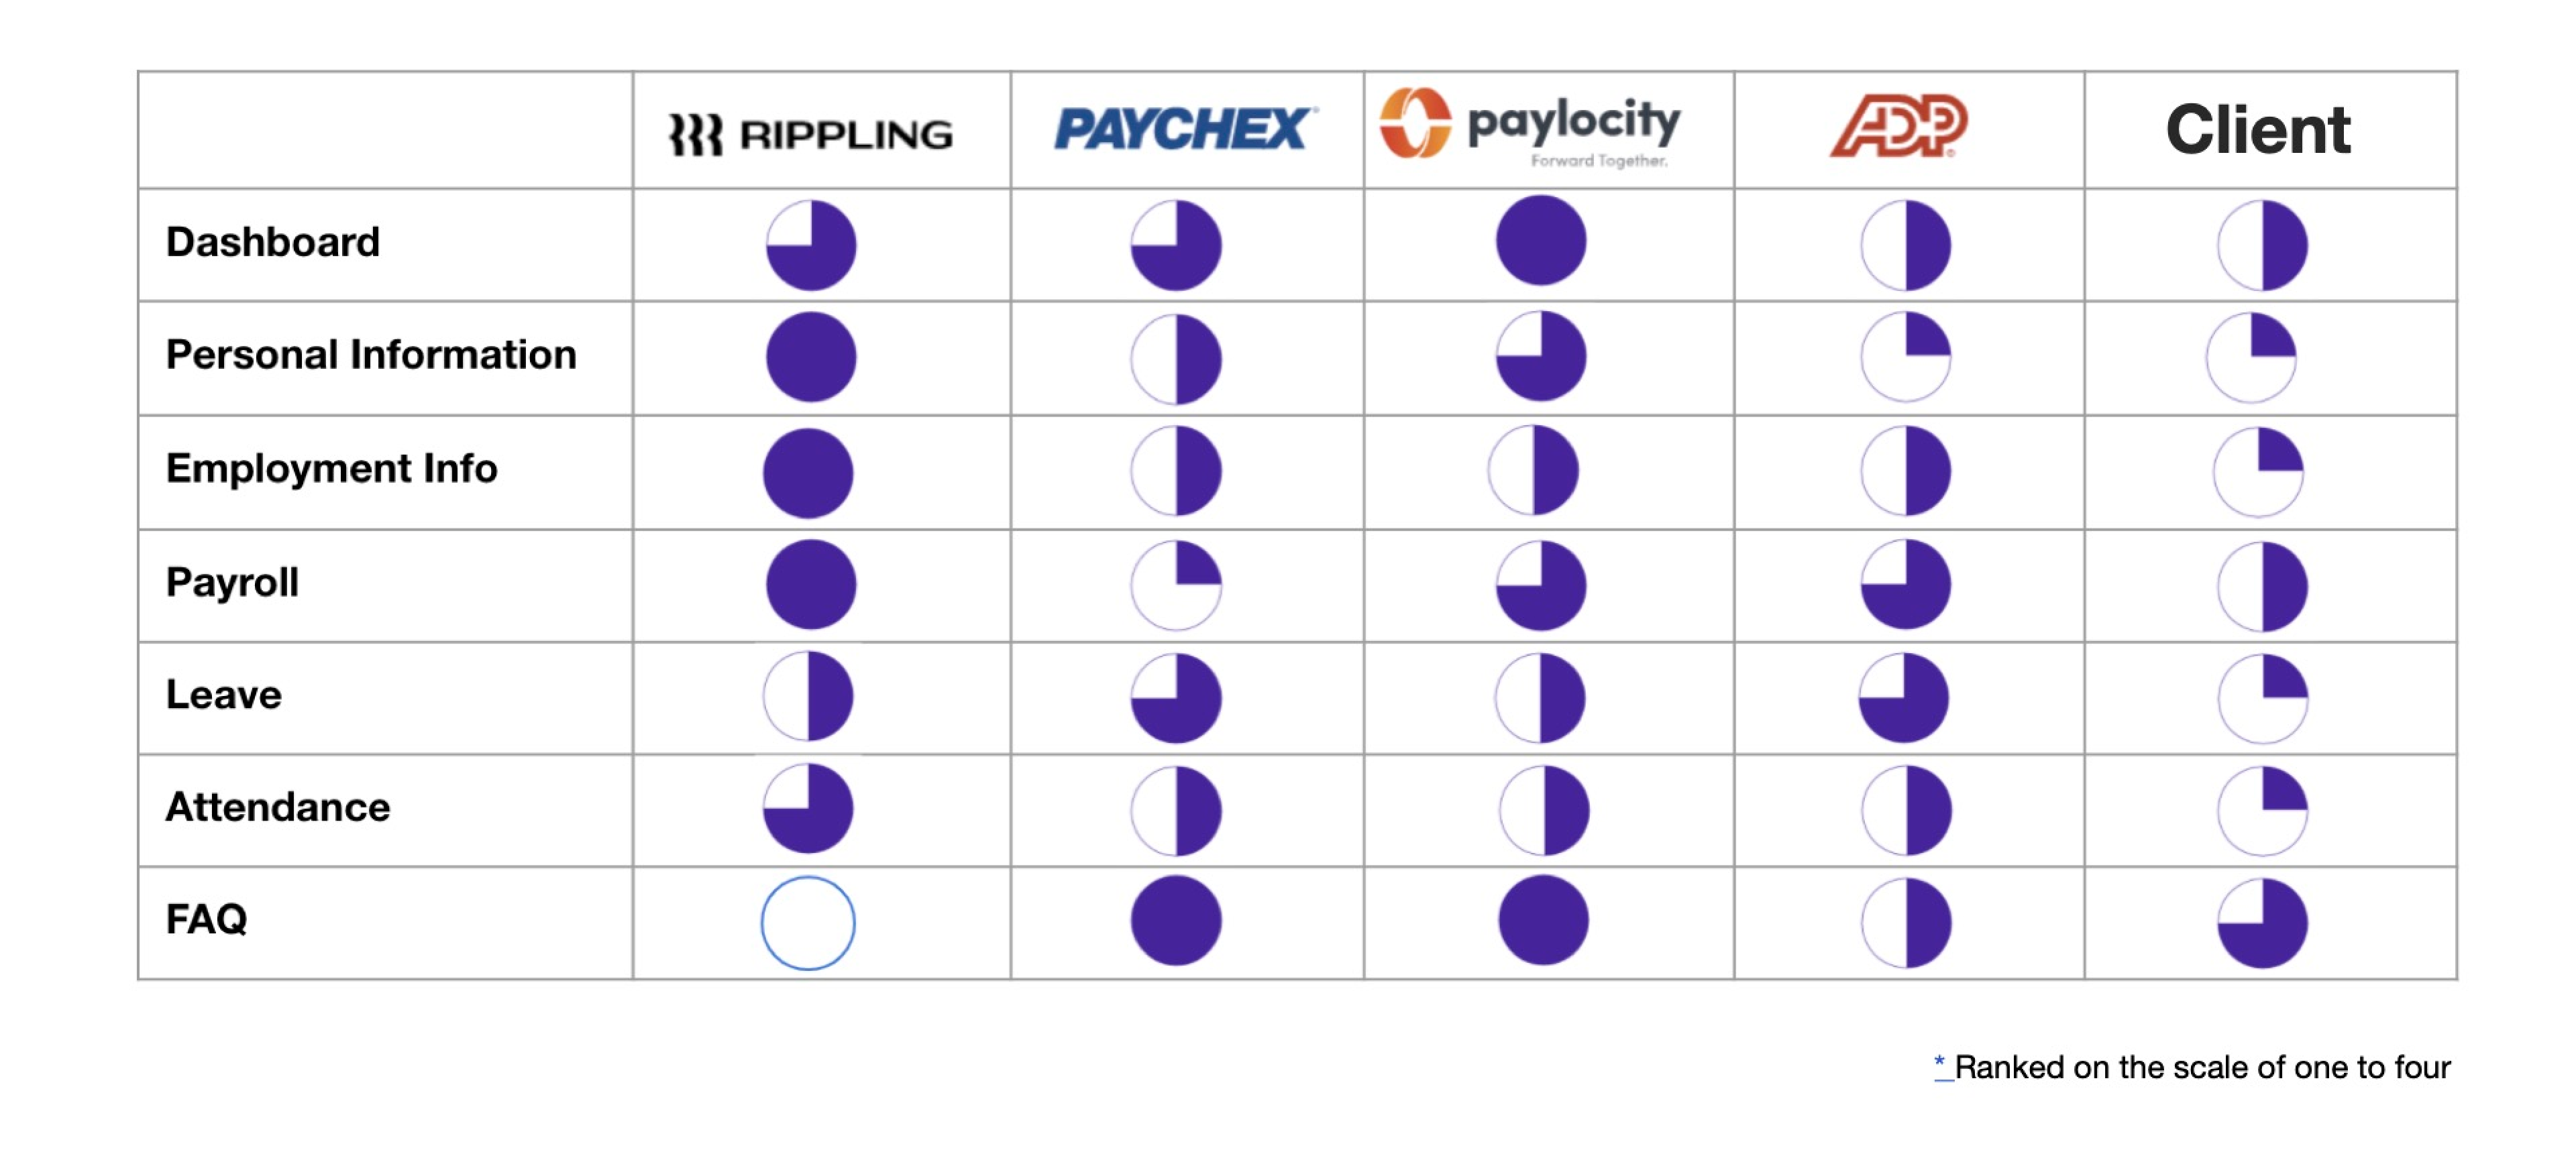 RIPPLING PAYCHEX® paylocity ADP® Client
Forward Together.
Dashboard
Personal Information
Employment Info
Payroll
Leave
Attendance
FAQ
* Ranked on the scale of one to four